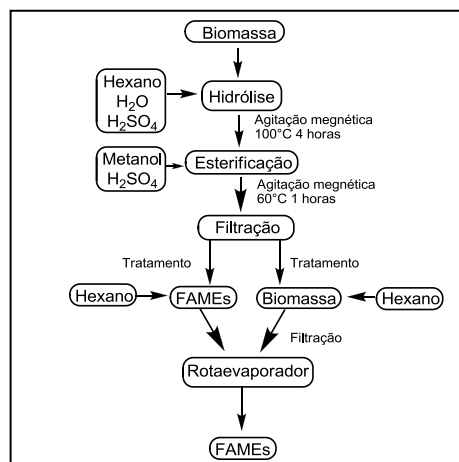 Biomassa
Hexano
H₂O
H₂SO₄
Hidrólise
Agitação megnética
100°C 4 horas
Metanol
H₂SO₄
Esterificação
Agitação megnética
60°C 1 horas
Filtração
Tratamento
Tratamento
Hexano
FAMEs
Biomassa
Hexano
Filtração
Rotaevaporador
FAMEs